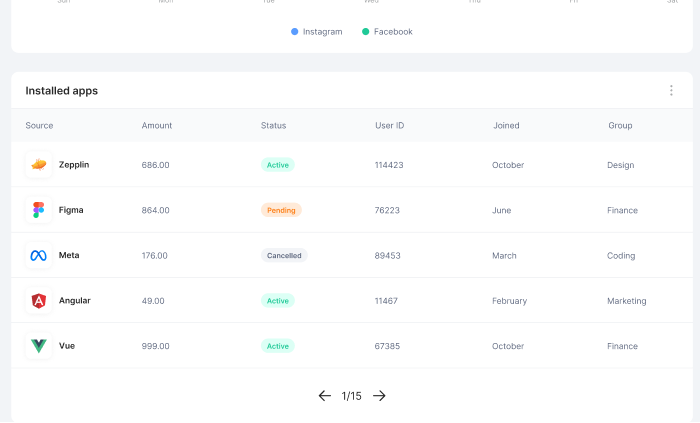 Sun Mon Tue Wed Thu Fri Sat
Instagram Facebook
Installed apps
Source Amount Status User ID Joined Group
Zepplin 686.00 Active 114423 October Design
Figma 864.00 Pending 76223 June Finance
Meta 176.00 Cancelled 89453 March Coding
Angular 49.00 Active 11467 February Marketing
Vue 999.00 Active 67385 October Finance
1/15